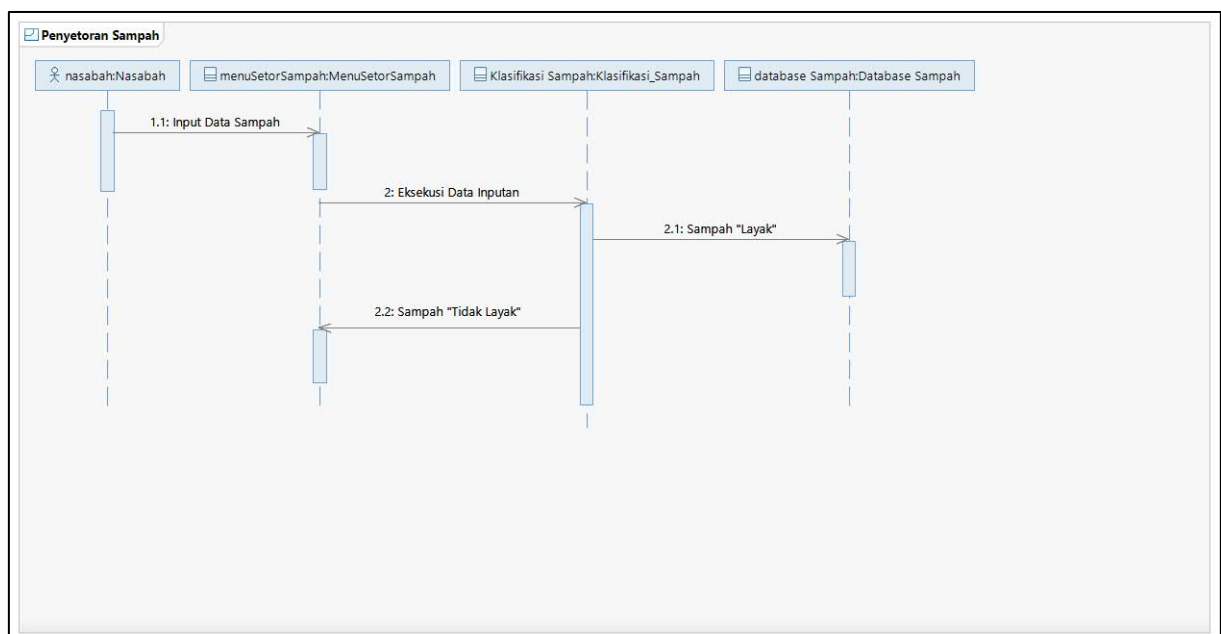 Penyetoran Sampah
nasabah:Nasabah
menuSetorSampah:MenuSetorSampah
Klasifikasi Sampah:Klasifikasi_Sampah
database Sampah:Database Sampah
1.1: Input Data Sampah
2: Eksekusi Data Inputan
2.1: Sampah "Layak"
2.2: Sampah "Tidak Layak"